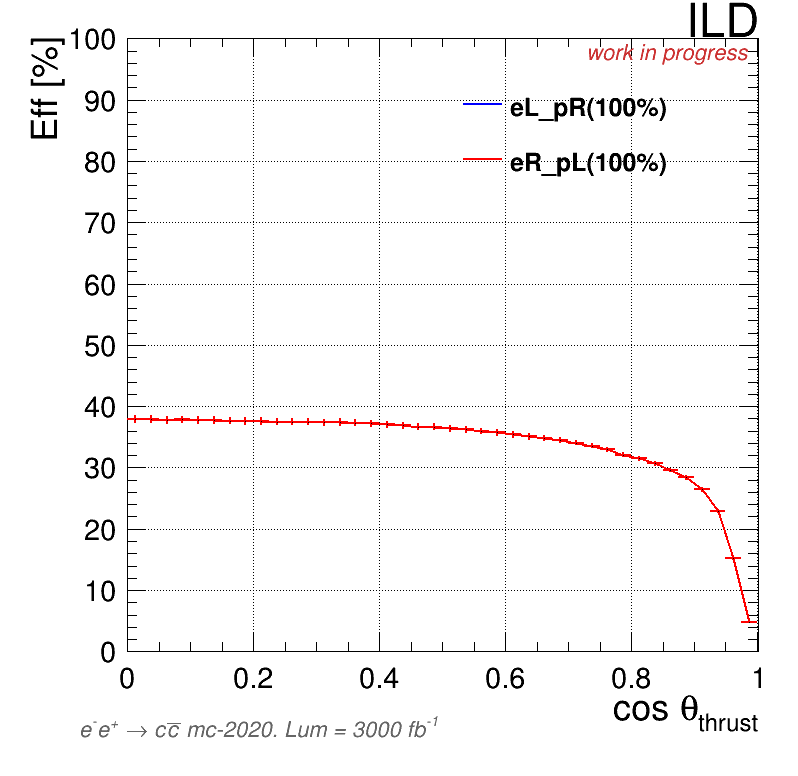 ILD
work in progress
Eff [%]
100
90
80
70
60
50
40
30
20
10
0
eL_pR(100%)
eR_pL(100%)
0 0.2 0.4 0.6 0.8 1
cos θthrust
e⁻e⁺ → cc̅ mc-2020. Lum = 3000 fb⁻¹